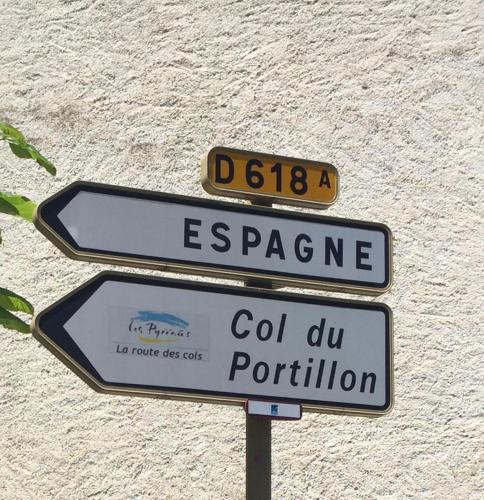 D 618 A
ESPAGNE
Les Pyrénées
La route des cols
Col du
Portillon